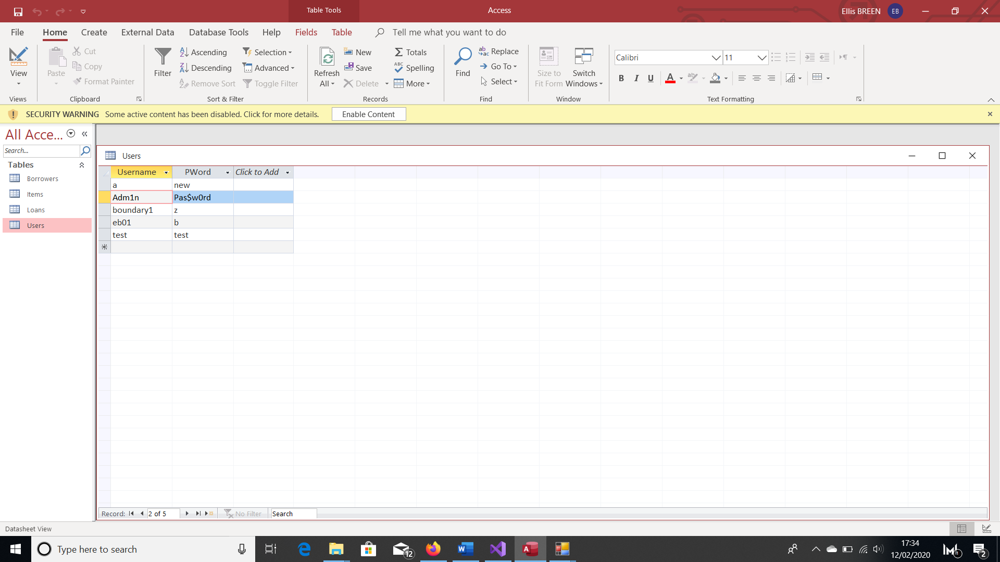 Table Tools
Access
Ellis BREEN
EB
File
Home
Create
External Data
Database Tools
Help
Fields
Table
Tell me what you want to do
View
Views
Paste
Cut
Copy
Format Painter
Clipboard
Filter
Ascending
Descending
Remove Sort
Selection
Advanced
Toggle Filter
Sort & Filter
Refresh
All
New
Save
Delete
Totals
Spelling
More
Records
Find
Replace
Go To
Select
Find
Size to
Fit Form
Switch
Windows
Window
Calibri
11
B I U
Text Formatting
SECURITY WARNING Some active content has been disabled. Click for more details.
Enable Content
All Acce...
Search...
Tables
Borrowers
Items
Loans
Users
Users
Username PWord Click to Add
a new
Adm1n Pas$w0rd
boundary1 z
eb01 b
test test
Record: 2 of 5 No Filter Search
Datasheet View
Type here to search
12
17:34
12/02/2020
2